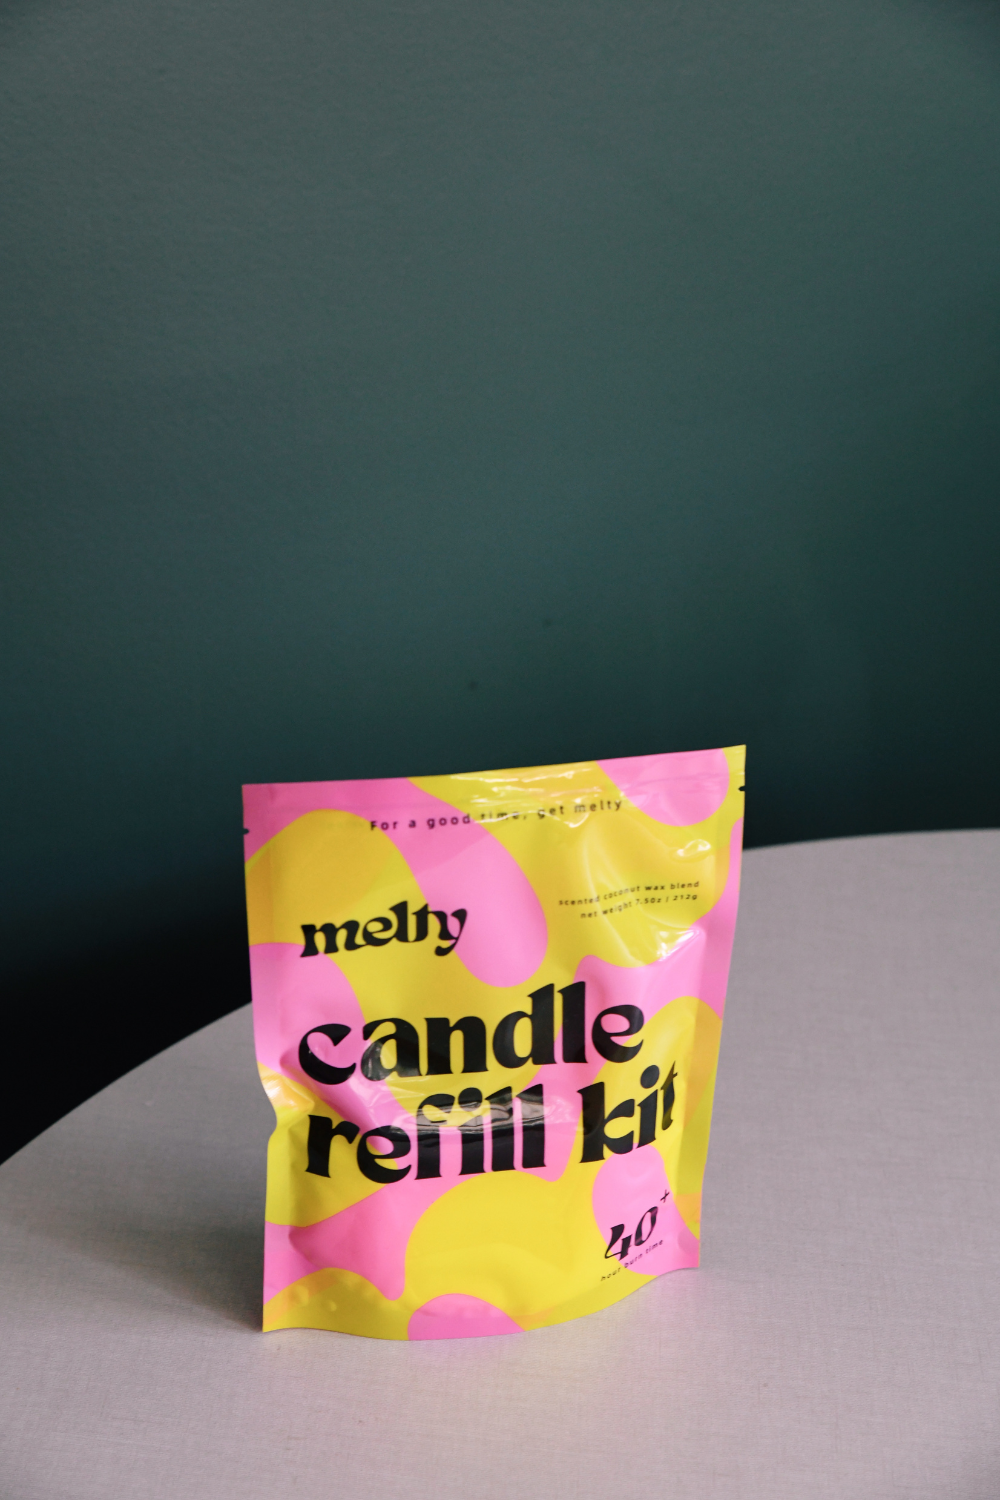 For a good time, get melty
scented coconut wax blend
net weight 7.5oz | 212g
melty
candle
refill kit
40+
hour burn time